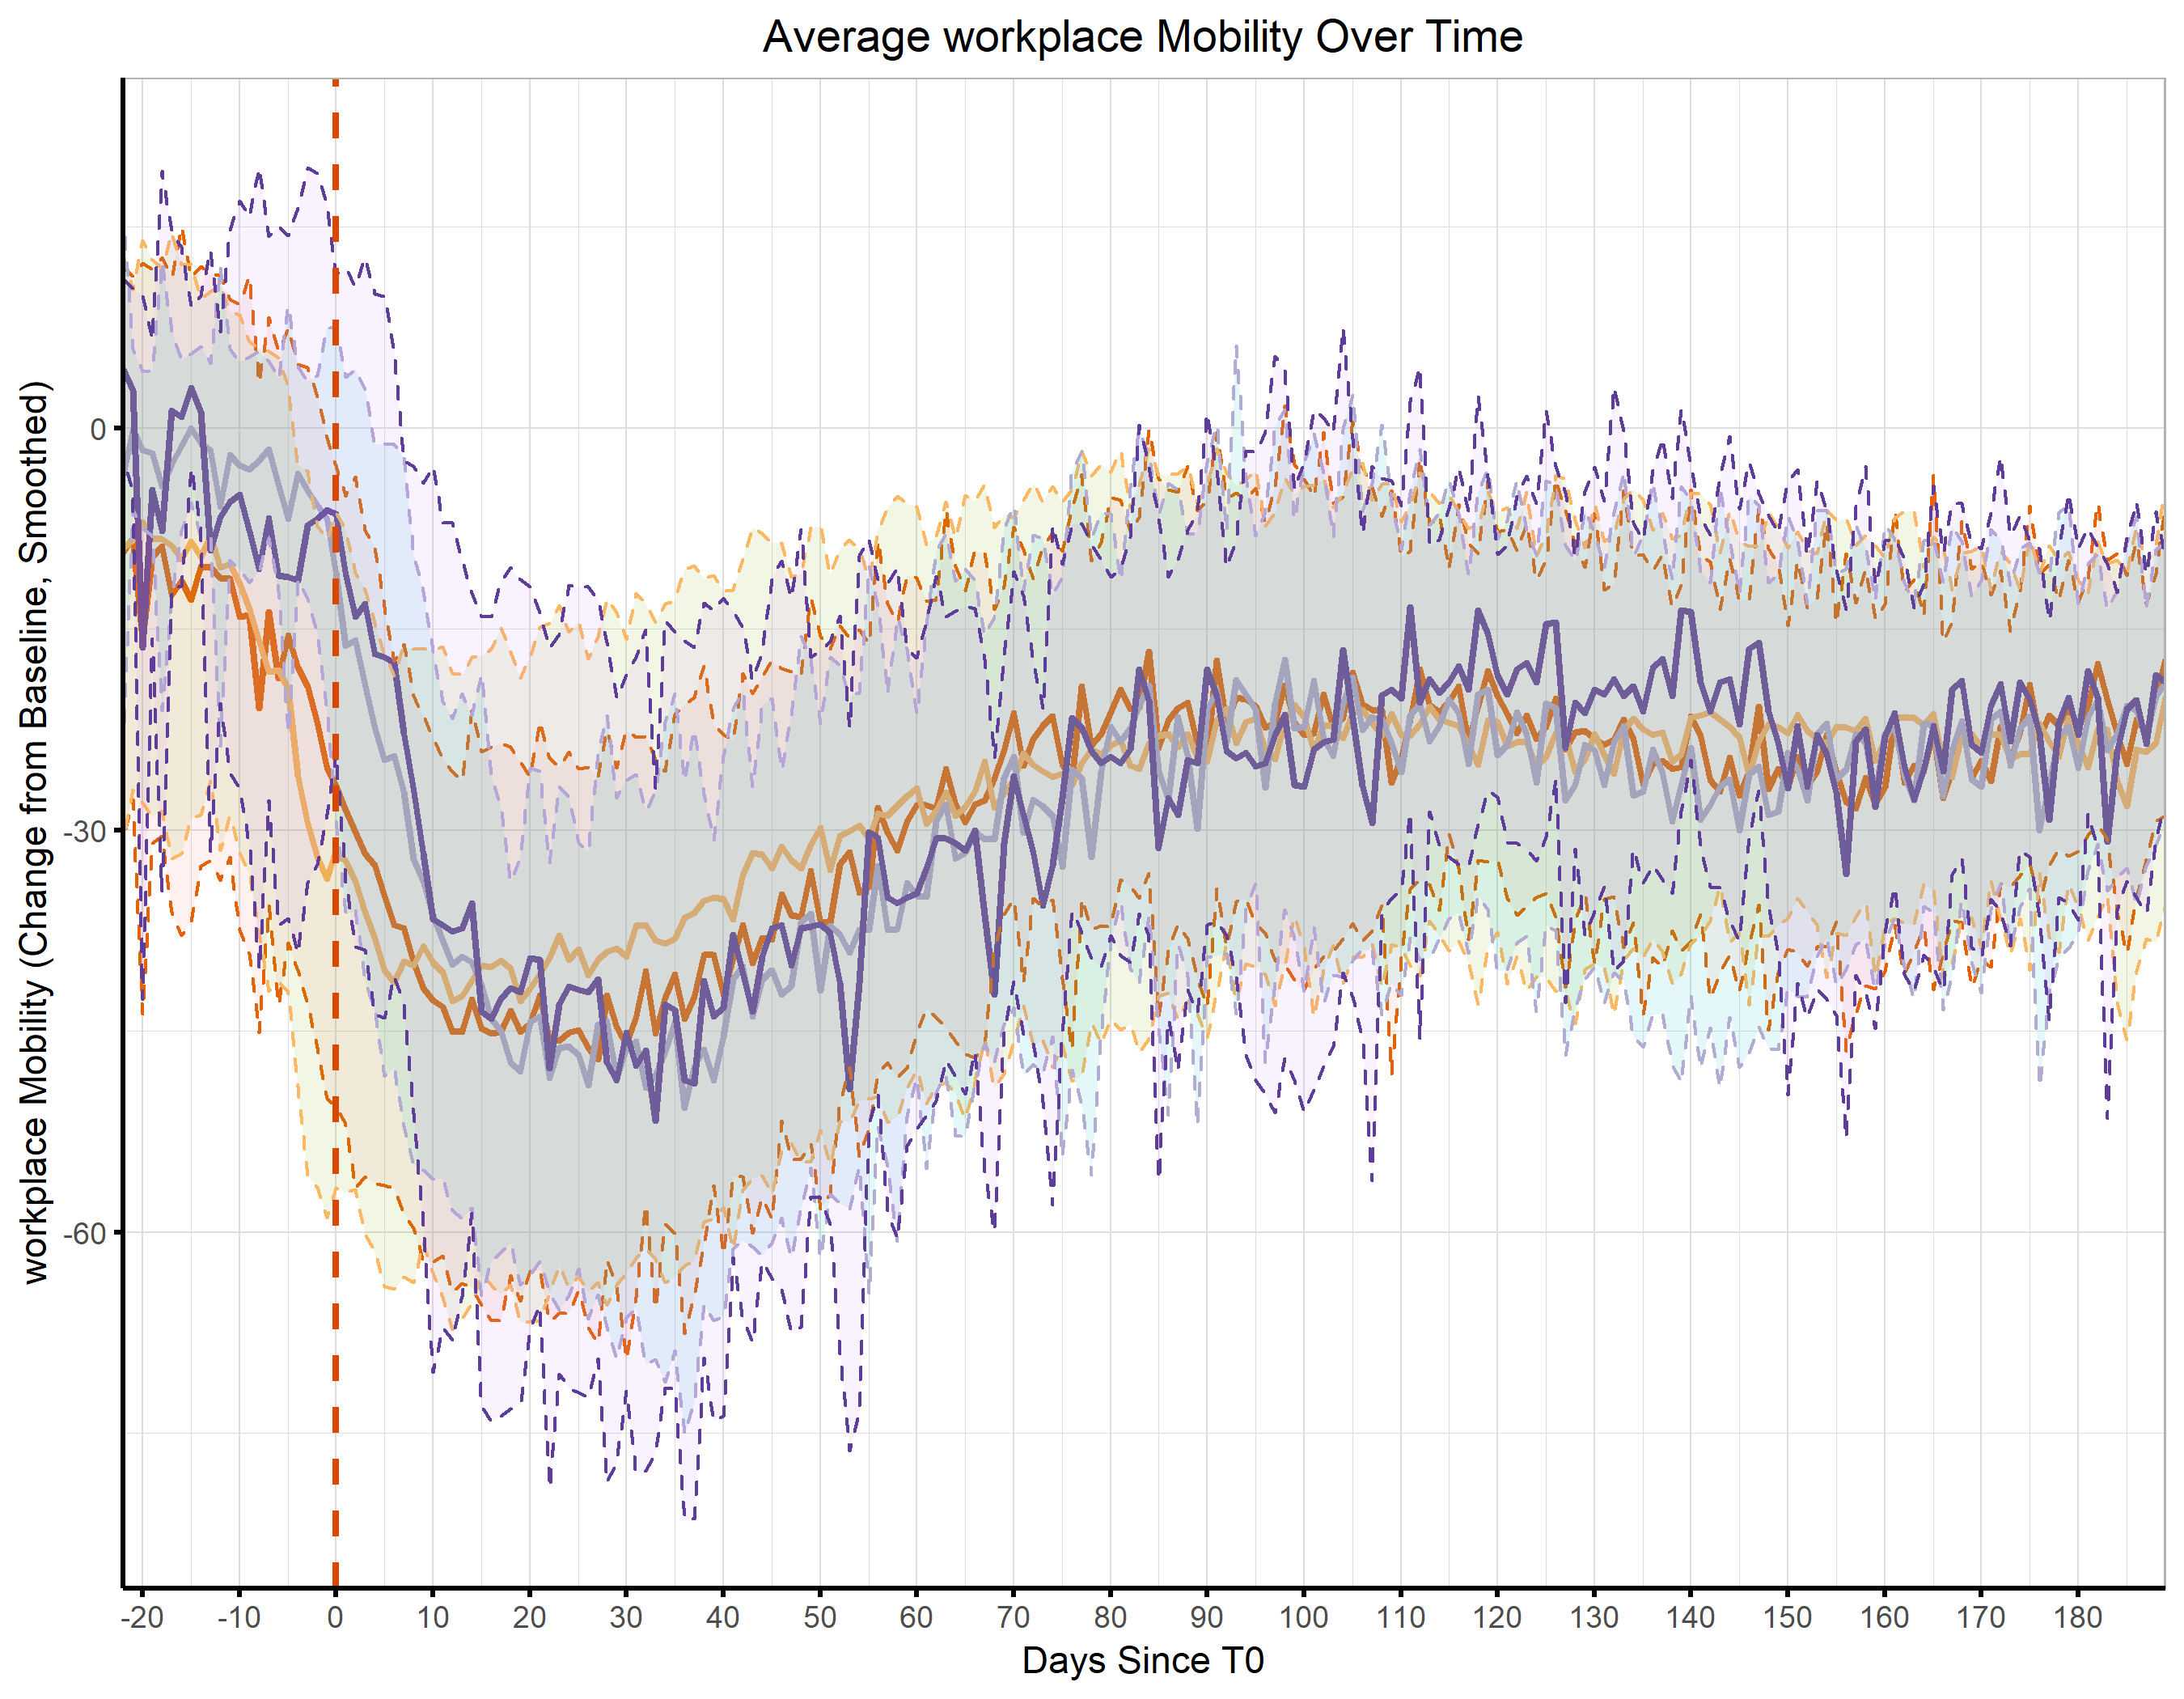 Average workplace Mobility Over Time
workplace Mobility (Change from Baseline, Smoothed)
0
-30
-60
-20 -10 0 10 20 30 40 50 60 70 80 90 100 110 120 130 140 150 160 170 180
Days Since T0